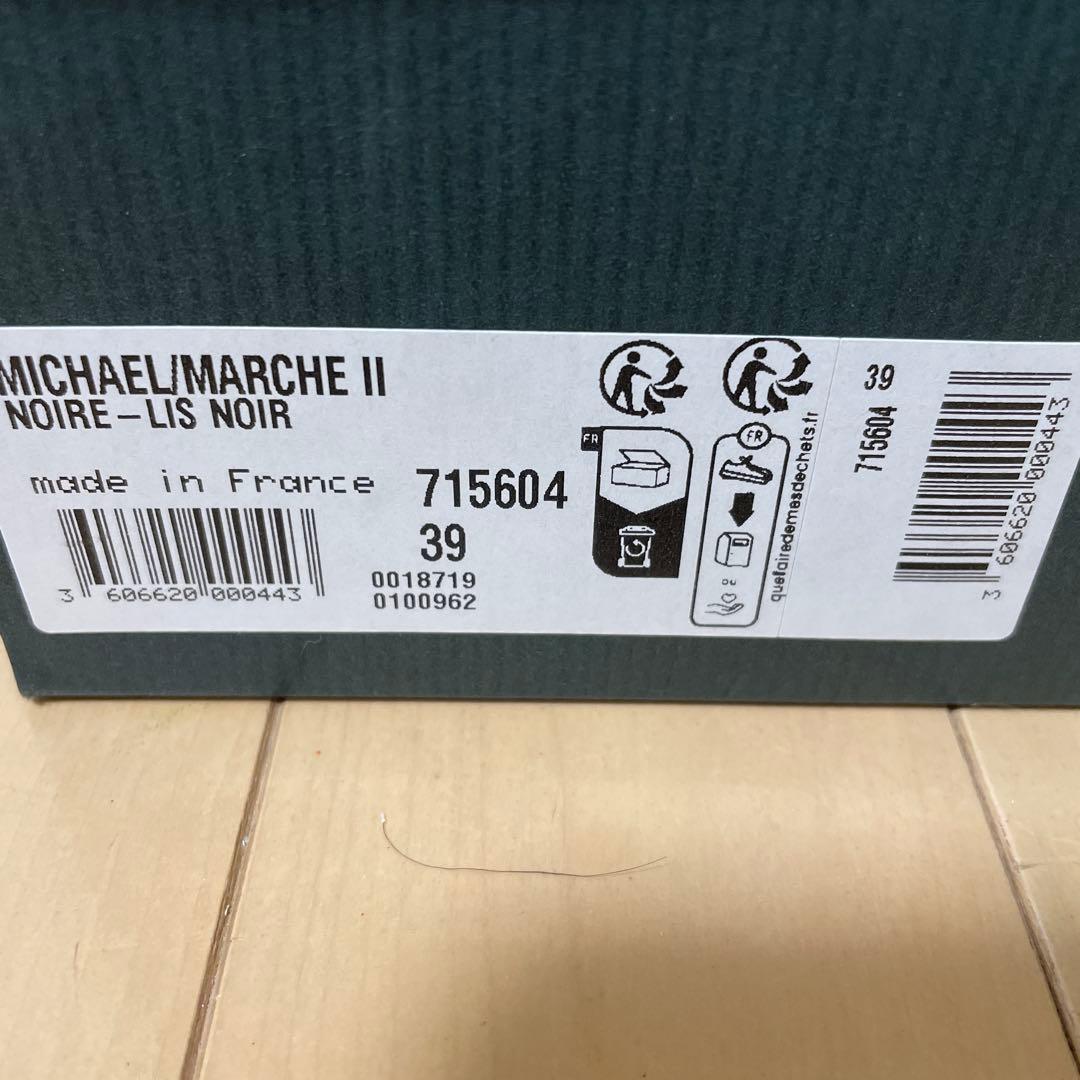 MICHAEL/MARCHE II
NOIRE-LIS NOIR
made in France
715604
39
0018719
0100962
3 606620 000443
FR
FR
quefairedemesdechets.fr
39
715604
3 606620 000443